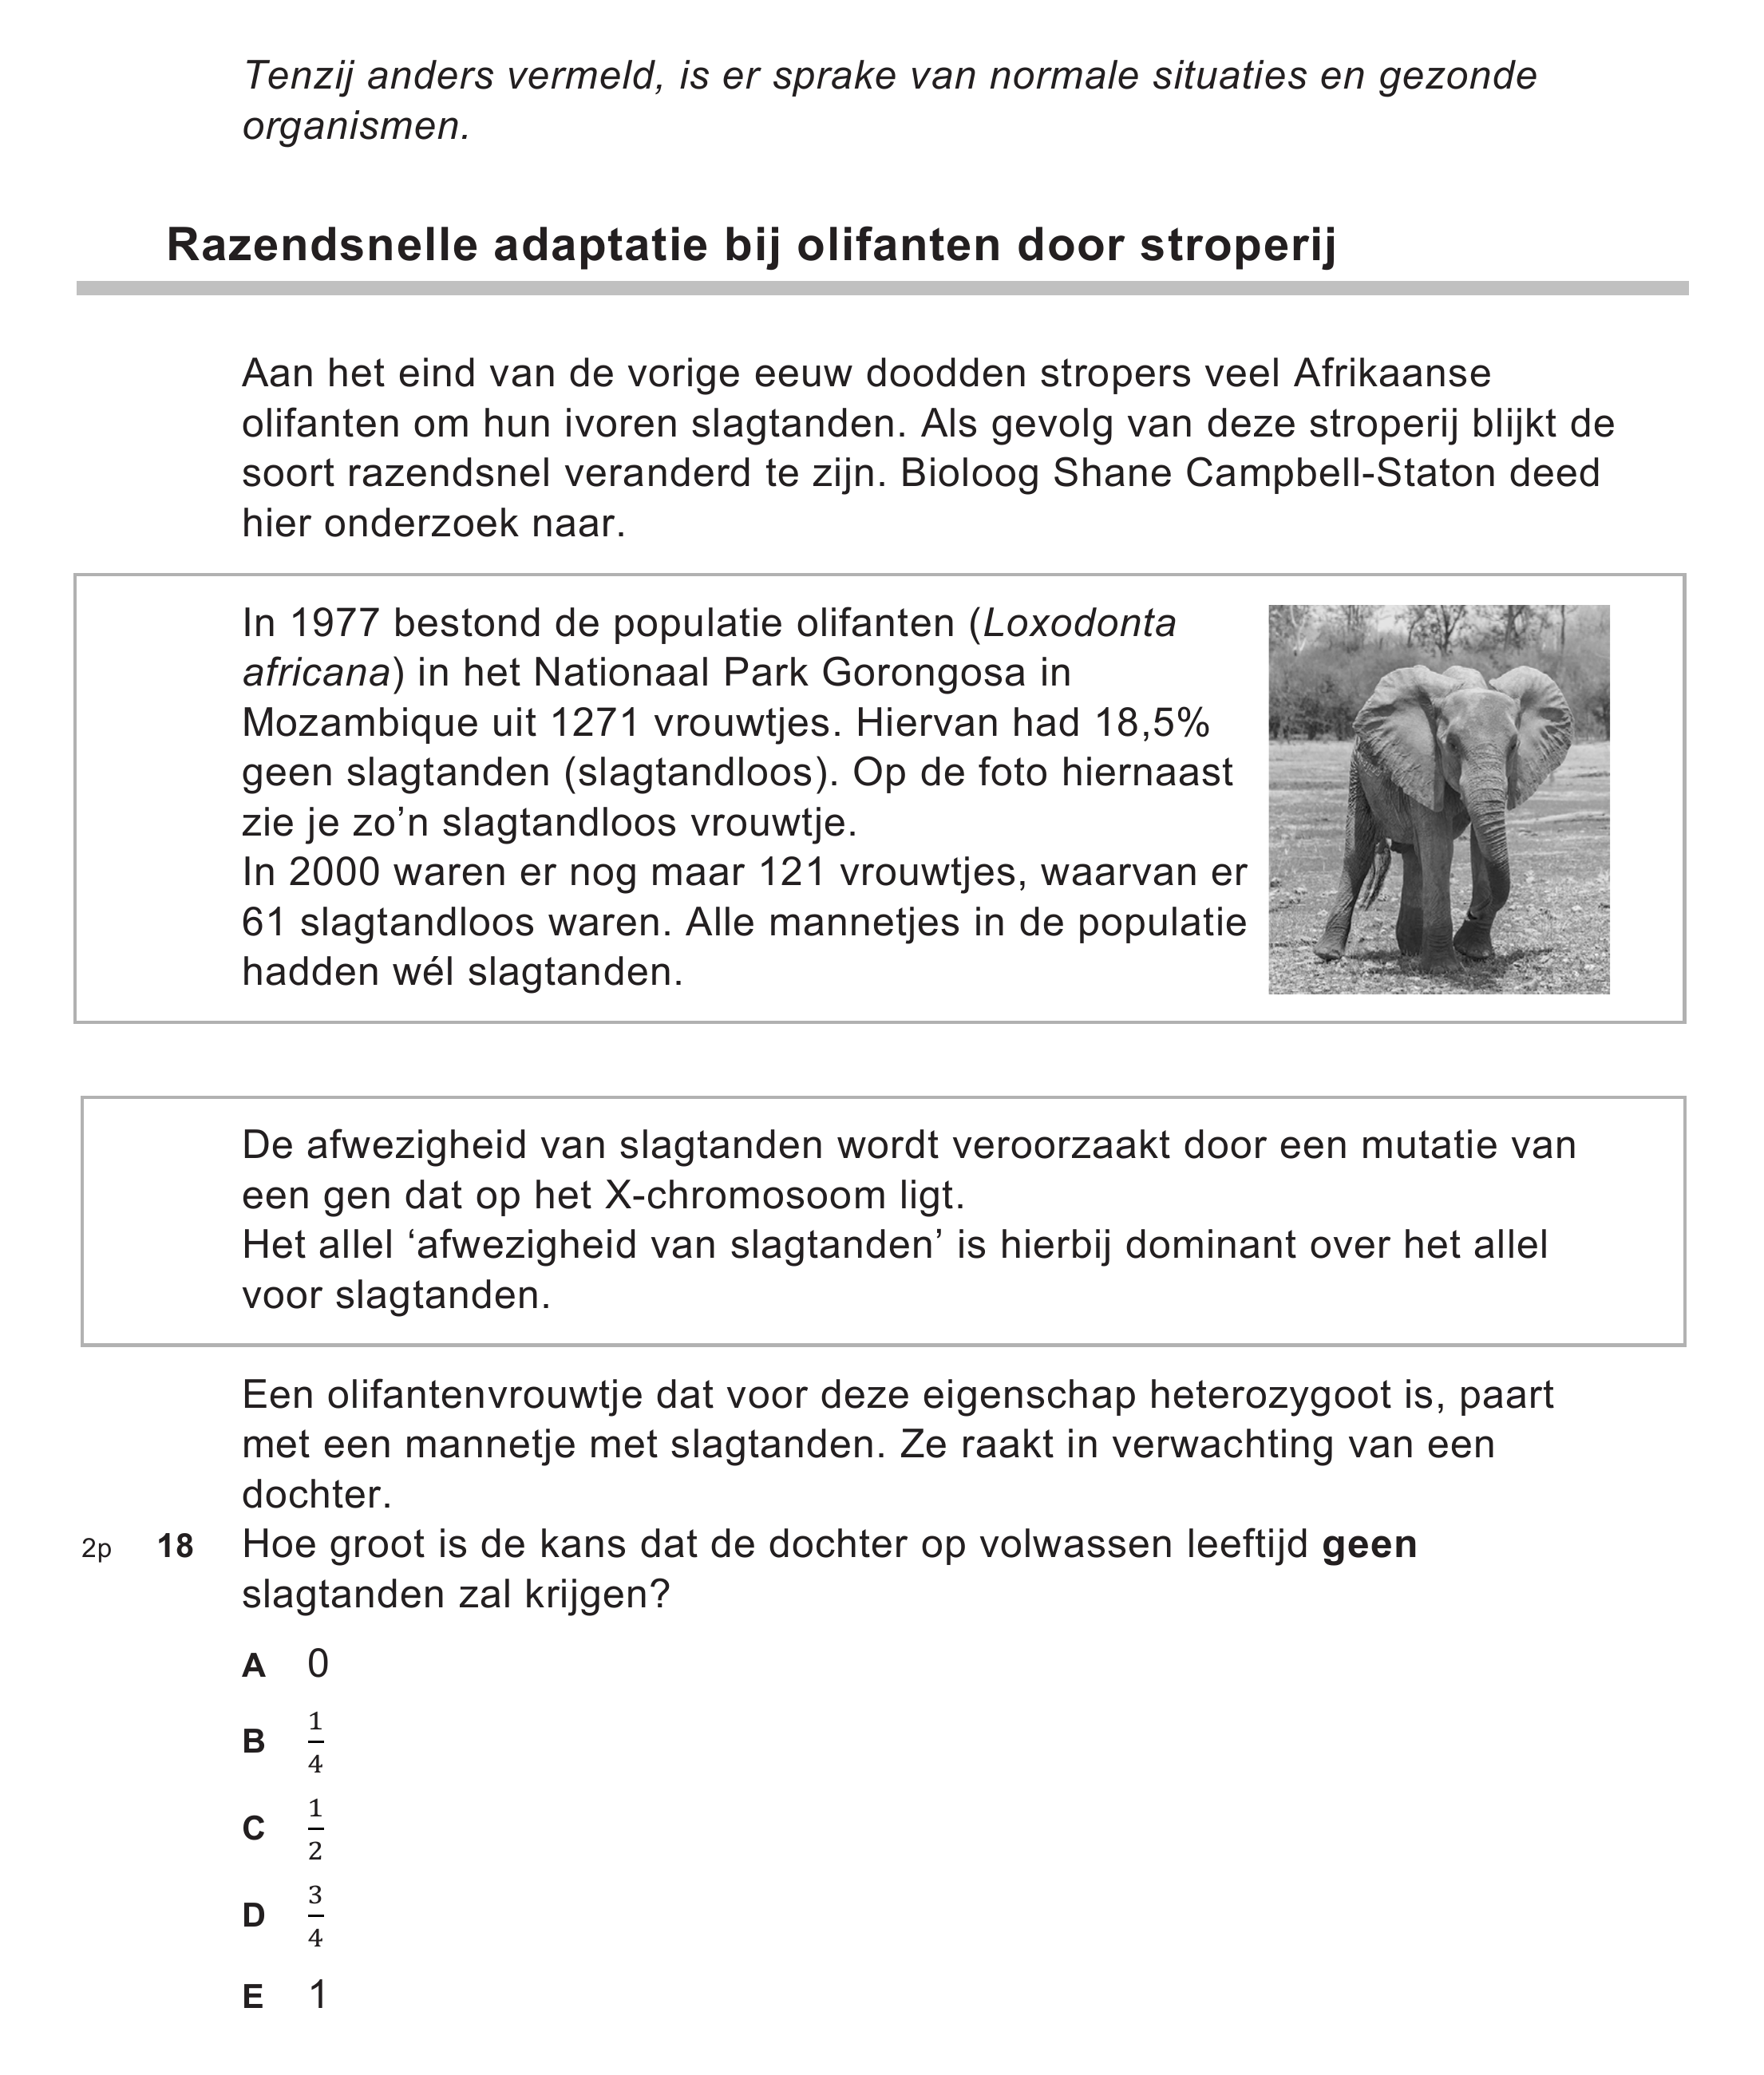 Tenzij anders vermeld, is er sprake van normale situaties en gezonde
organismen.
Razendsnelle adaptatie bij olifanten door stroperij
Aan het eind van de vorige eeuw doodden stropers veel Afrikaanse
olifanten om hun ivoren slagtanden. Als gevolg van deze stroperij blijkt de
soort razendsnel veranderd te zijn. Bioloog Shane Campbell-Staton deed
hier onderzoek naar.
In 1977 bestond de populatie olifanten (Loxodonta
africana) in het Nationaal Park Gorongosa in
Mozambique uit 1271 vrouwtjes. Hiervan had 18,5%
geen slagtanden (slagtandloos). Op de foto hiernaast
zie je zo’n slagtandloos vrouwtje.
In 2000 waren er nog maar 121 vrouwtjes, waarvan er
61 slagtandloos waren. Alle mannetjes in de populatie
hadden wél slagtanden.
De afwezigheid van slagtanden wordt veroorzaakt door een mutatie van
een gen dat op het X-chromosoom ligt.
Het allel ‘afwezigheid van slagtanden’ is hierbij dominant over het allel
voor slagtanden.
Een olifantenvrouwtje dat voor deze eigenschap heterozygoot is, paart
met een mannetje met slagtanden. Ze raakt in verwachting van een
dochter.
2p 18 Hoe groot is de kans dat de dochter op volwassen leeftijd geen
slagtanden zal krijgen?
A 0
B 1/4
C 1/2
D 3/4
E 1